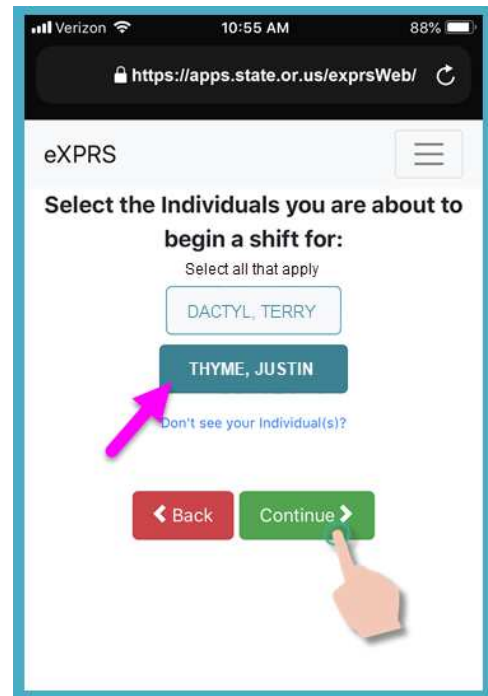 Verizon 10:55 AM 88%
https://apps.state.or.us/exprsWeb/
eXPRS
Select the Individuals you are about to
begin a shift for:
Select all that apply
DACTYL, TERRY
THYME, JUSTIN
Don't see your Individual(s)?
Back Continue